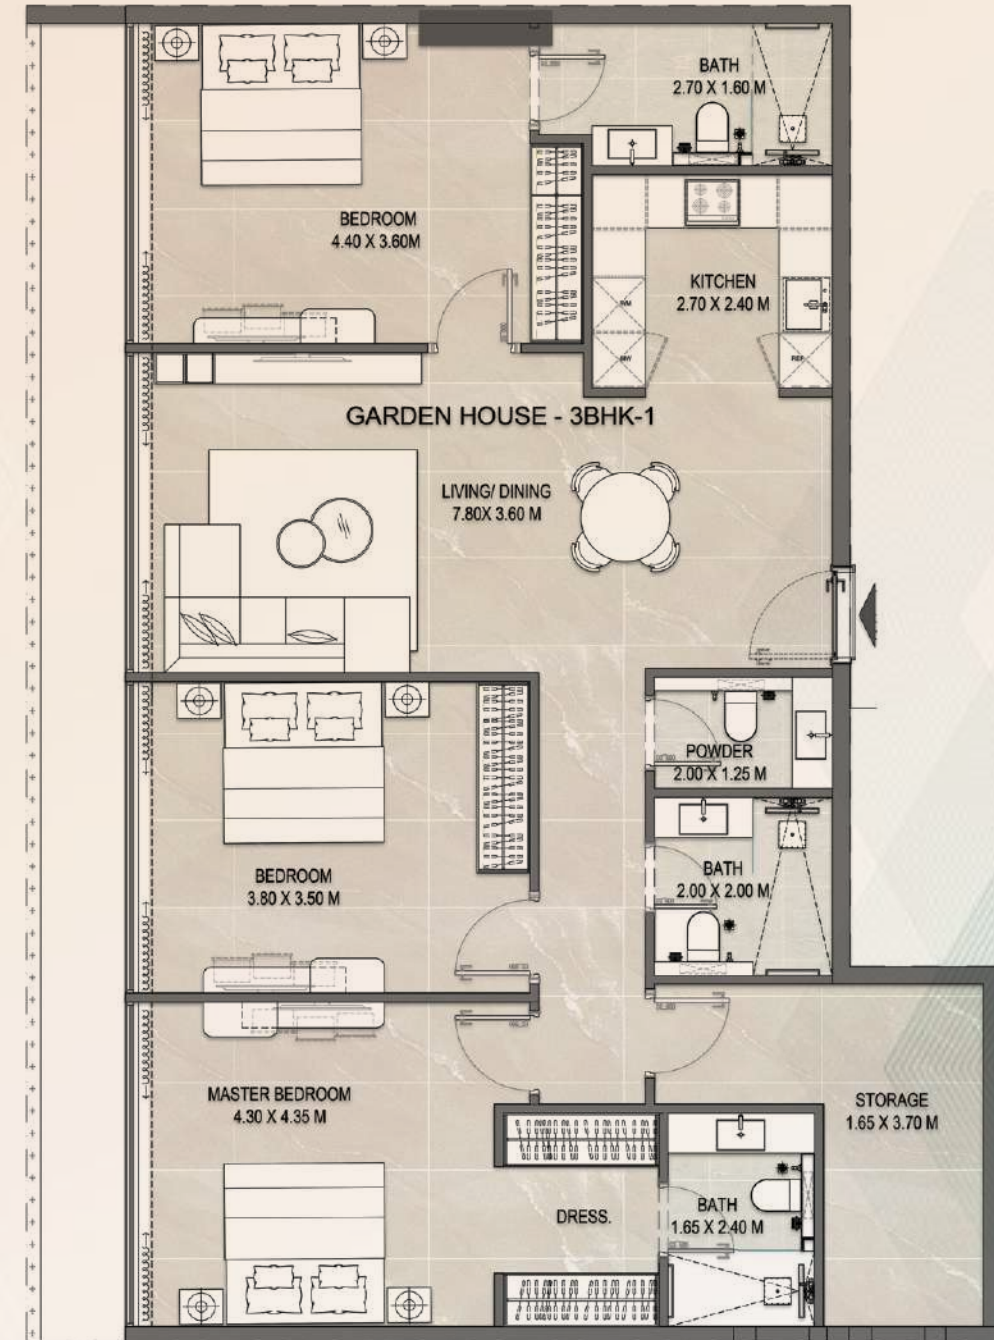 BATH
2.70 X 1.60 M
BEDROOM
4.40 X 3.60M
KITCHEN
2.70 X 2.40 M
REF
GARDEN HOUSE - 3BHK-1
LIVING/ DINING
7.80X 3.60 M
POWDER
2.00 X 1.25 M
BEDROOM
3.80 X 3.50 M
BATH
2.00 X 2.00 M
MASTER BEDROOM
4.30 X 4.35 M
STORAGE
1.65 X 3.70 M
DRESS.
BATH
1.65 X 2.40 M